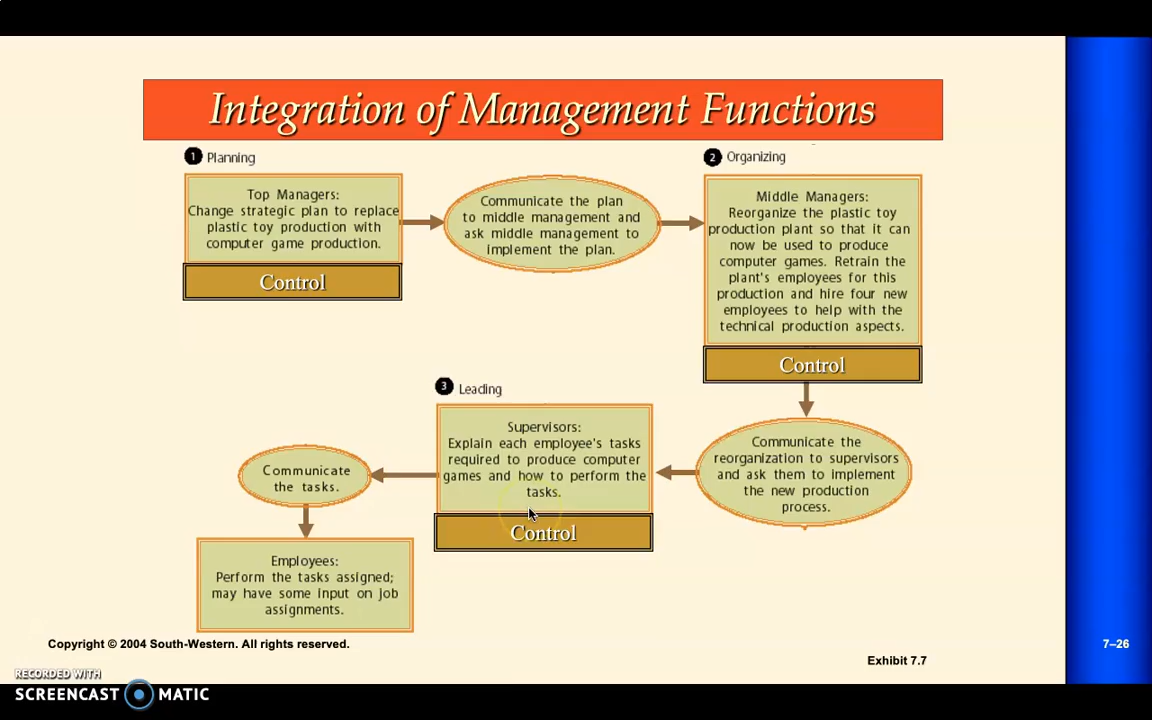 Integration of Management Functions
1 Planning
Top Managers:
Change strategic plan to replace
plastic toy production with
computer game production.
Control
Communicate the plan
to middle management and
ask middle management to
implement the plan.
2 Organizing
Middle Managers:
Reorganize the plastic toy
production plant so that it can
now be used to produce
computer games. Retrain the
plant's employees for this
production and hire four new
employees to help with the
technical production aspects.
Control
Communicate the
reorganization to supervisors
and ask them to implement
the new production
process.
3 Leading
Supervisors:
Explain each employee's tasks
required to produce computer
games and how to perform the
tasks.
Control
Communicate
the tasks.
Employees:
Perform the tasks assigned;
may have some input on job
assignments.
Copyright © 2004 South-Western. All rights reserved.
7–26
Exhibit 7.7
RECORDED WITH
SCREENCAST MATIC